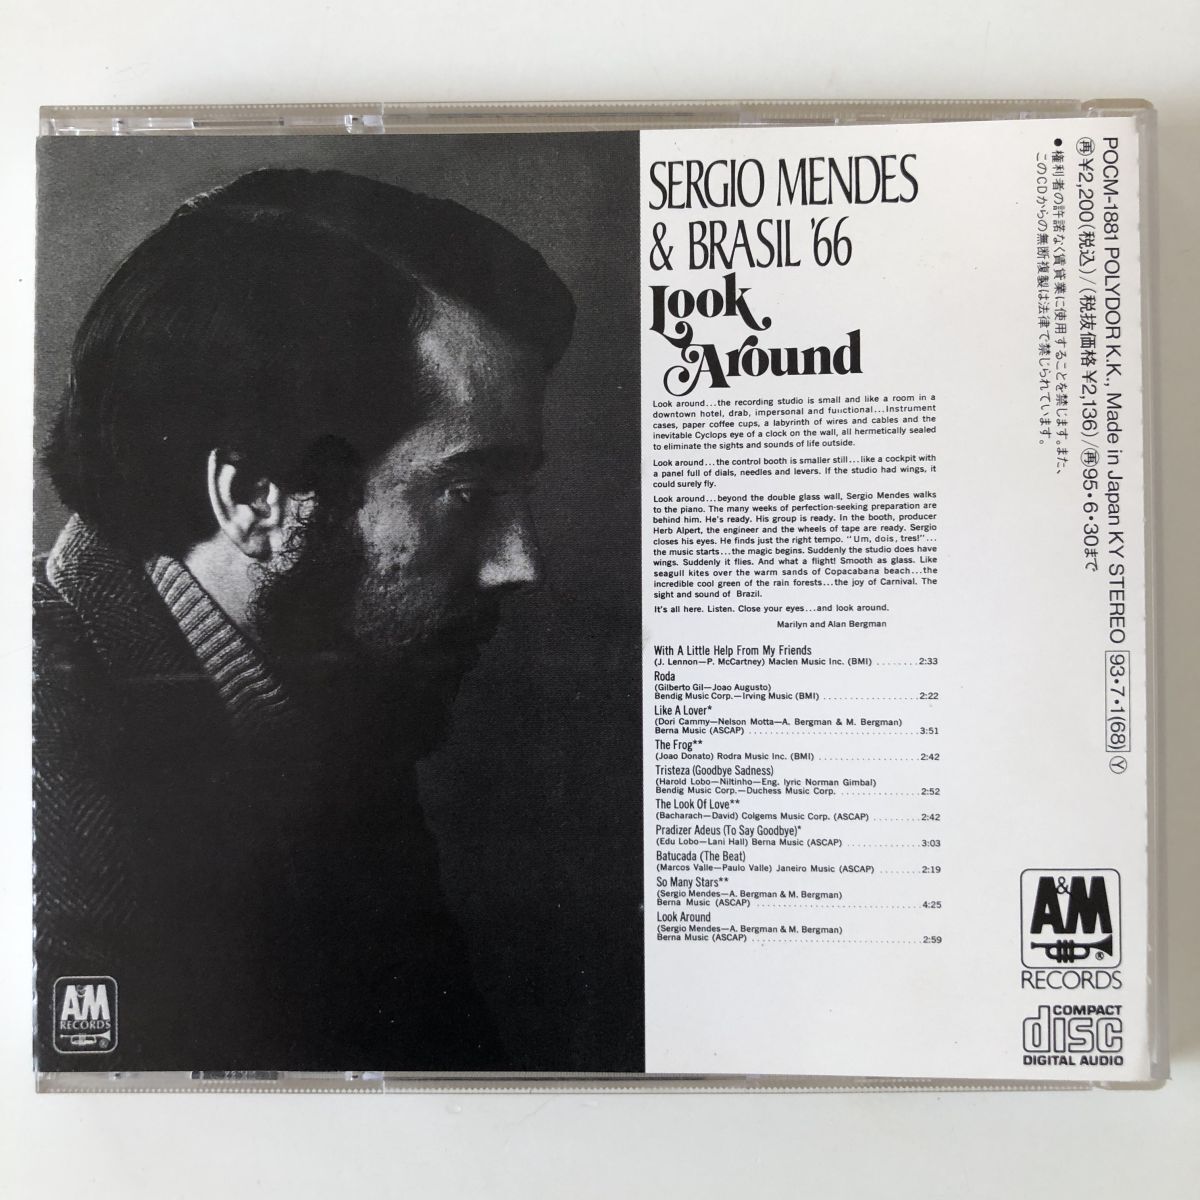 SERGIO MENDES
& BRASIL '66
Look
Around
Look around...the recording studio is small and like a room in a
downtown hotel, drab, impersonal and functional...Instrument
cases, paper coffee cups, a labyrinth of wires and cables and the
inevitable Cyclops eye of a clock on the wall, all hermetically sealed
to eliminate the sights and sounds of life outside.
Look around...the control booth is smaller still...like a cockpit with
a panel full of dials, needles and levers. If the studio had wings, it
could surely fly.
Look around...beyond the double glass wall, Sergio Mendes walks
to the piano. The many weeks of perfection-seeking preparation are
behind him. He's ready. His group is ready. In the booth, producer
Herb Alpert, the engineer and the wheels of tape are ready. Sergio
closes his eyes. He finds just the right tempo. "Um, dois, tres!"...
the music starts...the magic begins. Suddenly the studio does have
wings. Suddenly it flies. And what a flight! Smooth as glass. Like
seagull kites over the warm sands of Copacabana beach...the
incredible cool green of the rain forests...the joy of Carnival. The
sight and sound of Brazil.
It's all here. Listen. Close your eyes...and look around.
Marilyn and Alan Bergman
With A Little Help From My Friends
(J. Lennon—P. McCartney) Maclen Music Inc. (BMI) ........2:33
Roda
(Gilberto Gil—Joao Augusto)
Bendig Music Corp.—Irving Music (BMI) ....................2:22
Like A Lover*
(Dori Cammy—Nelson Motta—A. Bergman & M. Bergman)
Berna Music (ASCAP) ....................................3:51
The Frog**
(Joao Donato) Rodra Music Inc. (BMI) .....................2:42
Tristeza (Goodbye Sadness)
(Harold Lobo—Niltinho—Eng. lyric Norman Gimbal)
Bendig Music Corp.—Duchess Music Corp. ................2:52
The Look Of Love**
(Bacharach—David) Colgems Music Corp. (ASCAP) .........2:42
Pradizer Adeus (To Say Goodbye)*
(Edu Lobo—Lani Hall) Berna Music (ASCAP) ................3:03
Batucada (The Beat)
(Marcos Valle—Paulo Valle) Janeiro Music (ASCAP) ........2:19
So Many Stars**
(Sergio Mendes—A. Bergman & M. Bergman)
Berna Music (ASCAP) ..................................4:25
Look Around
(Sergio Mendes—A. Bergman & M. Bergman)
Berna Music (ASCAP) ..................................2:59
POCM-1881 POLYDOR K.K., Made in Japan KY STEREO 93・7・1(68) Ⓨ
㊞¥2,200(税込)/(税抜価格¥2,136)/㊞95・6・30まで
●権利者の許諾なく賃貸業に使用することを禁じます。また、
このCDからの無断複製は法律で禁じられています。
A&M
RECORDS
®
COMPACT
disc
DIGITAL AUDIO
A&M
RECORDS
®